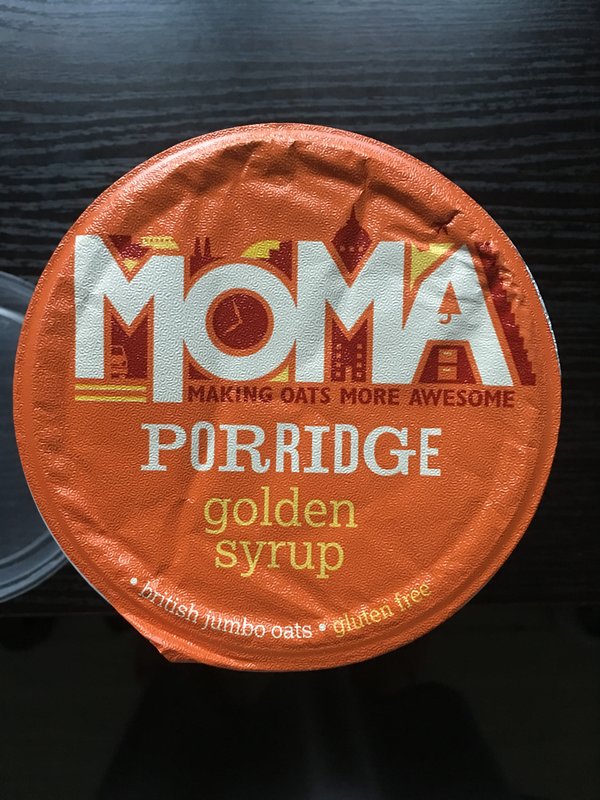 MOMA
MAKING OATS MORE AWESOME
PORRIDGE
golden
syrup
• british jumbo oats • gluten free